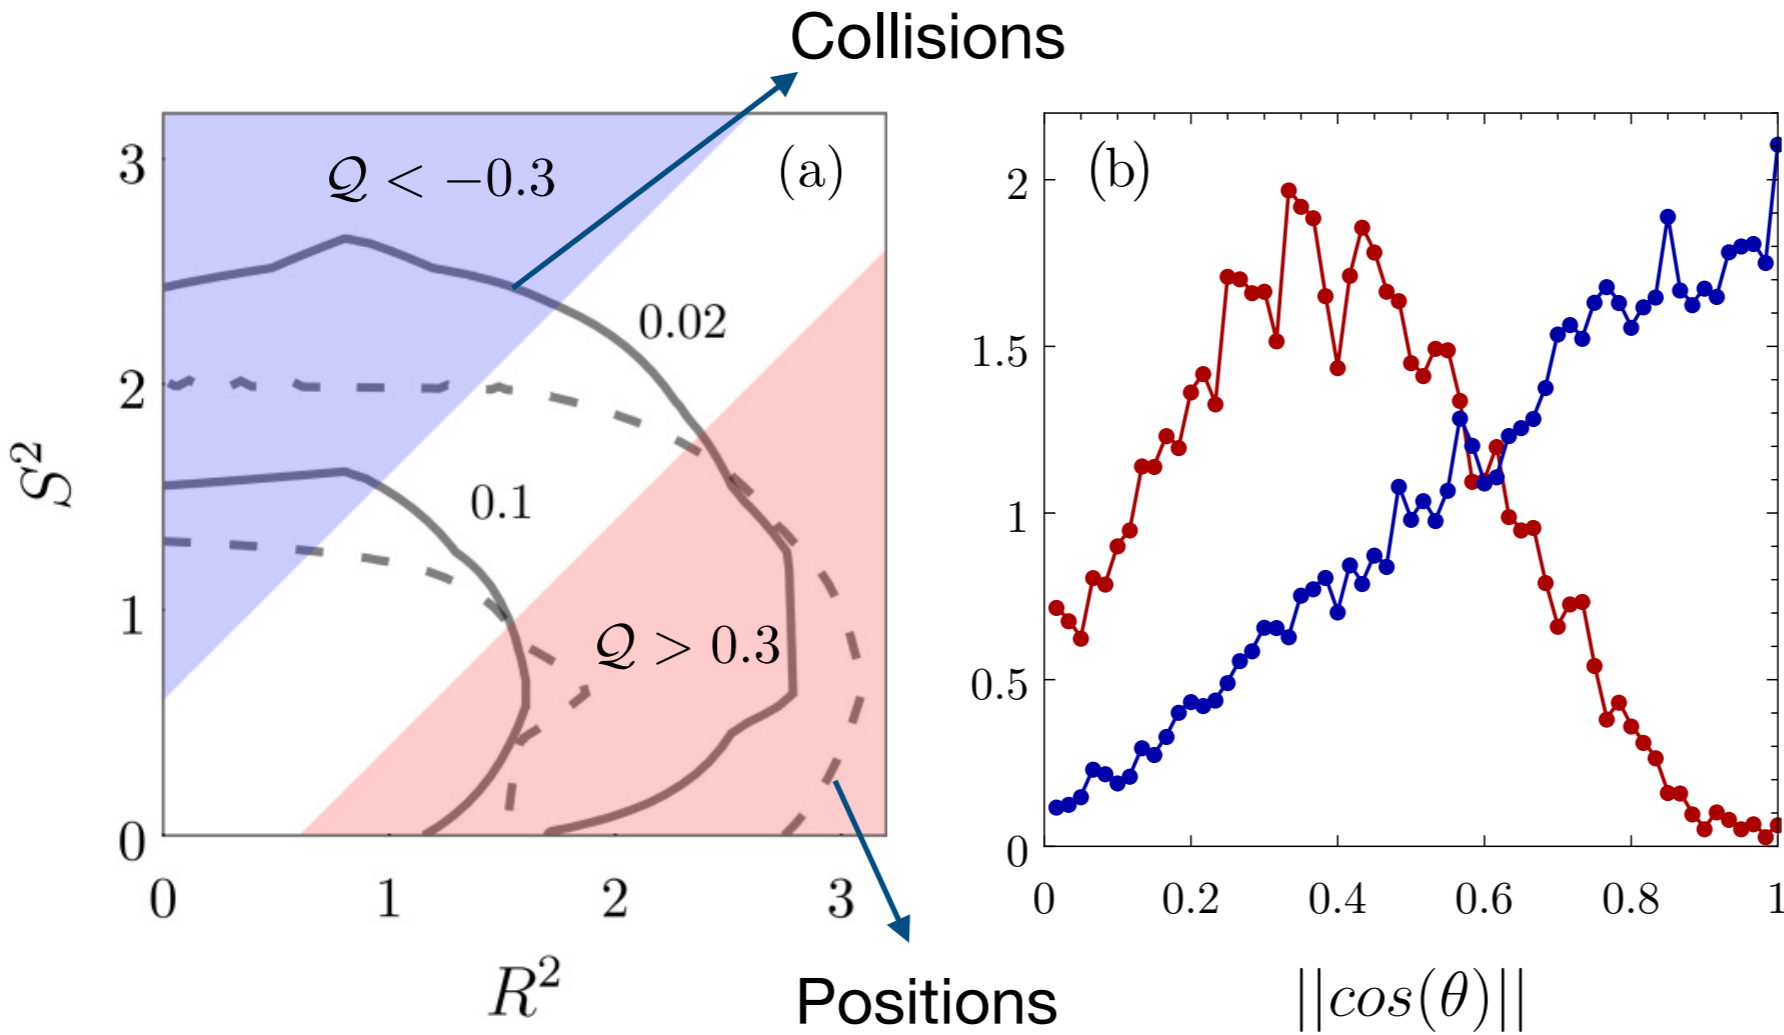 Collisions
(a)
𝒬 < −0.3
0.02
0.1
𝒬 > 0.3
3
2
1
0
S²
0 1 2 3
R²
Positions
(b)
2
1.5
1
0.5
0
0 0.2 0.4 0.6 0.8 1
||cos(θ)||